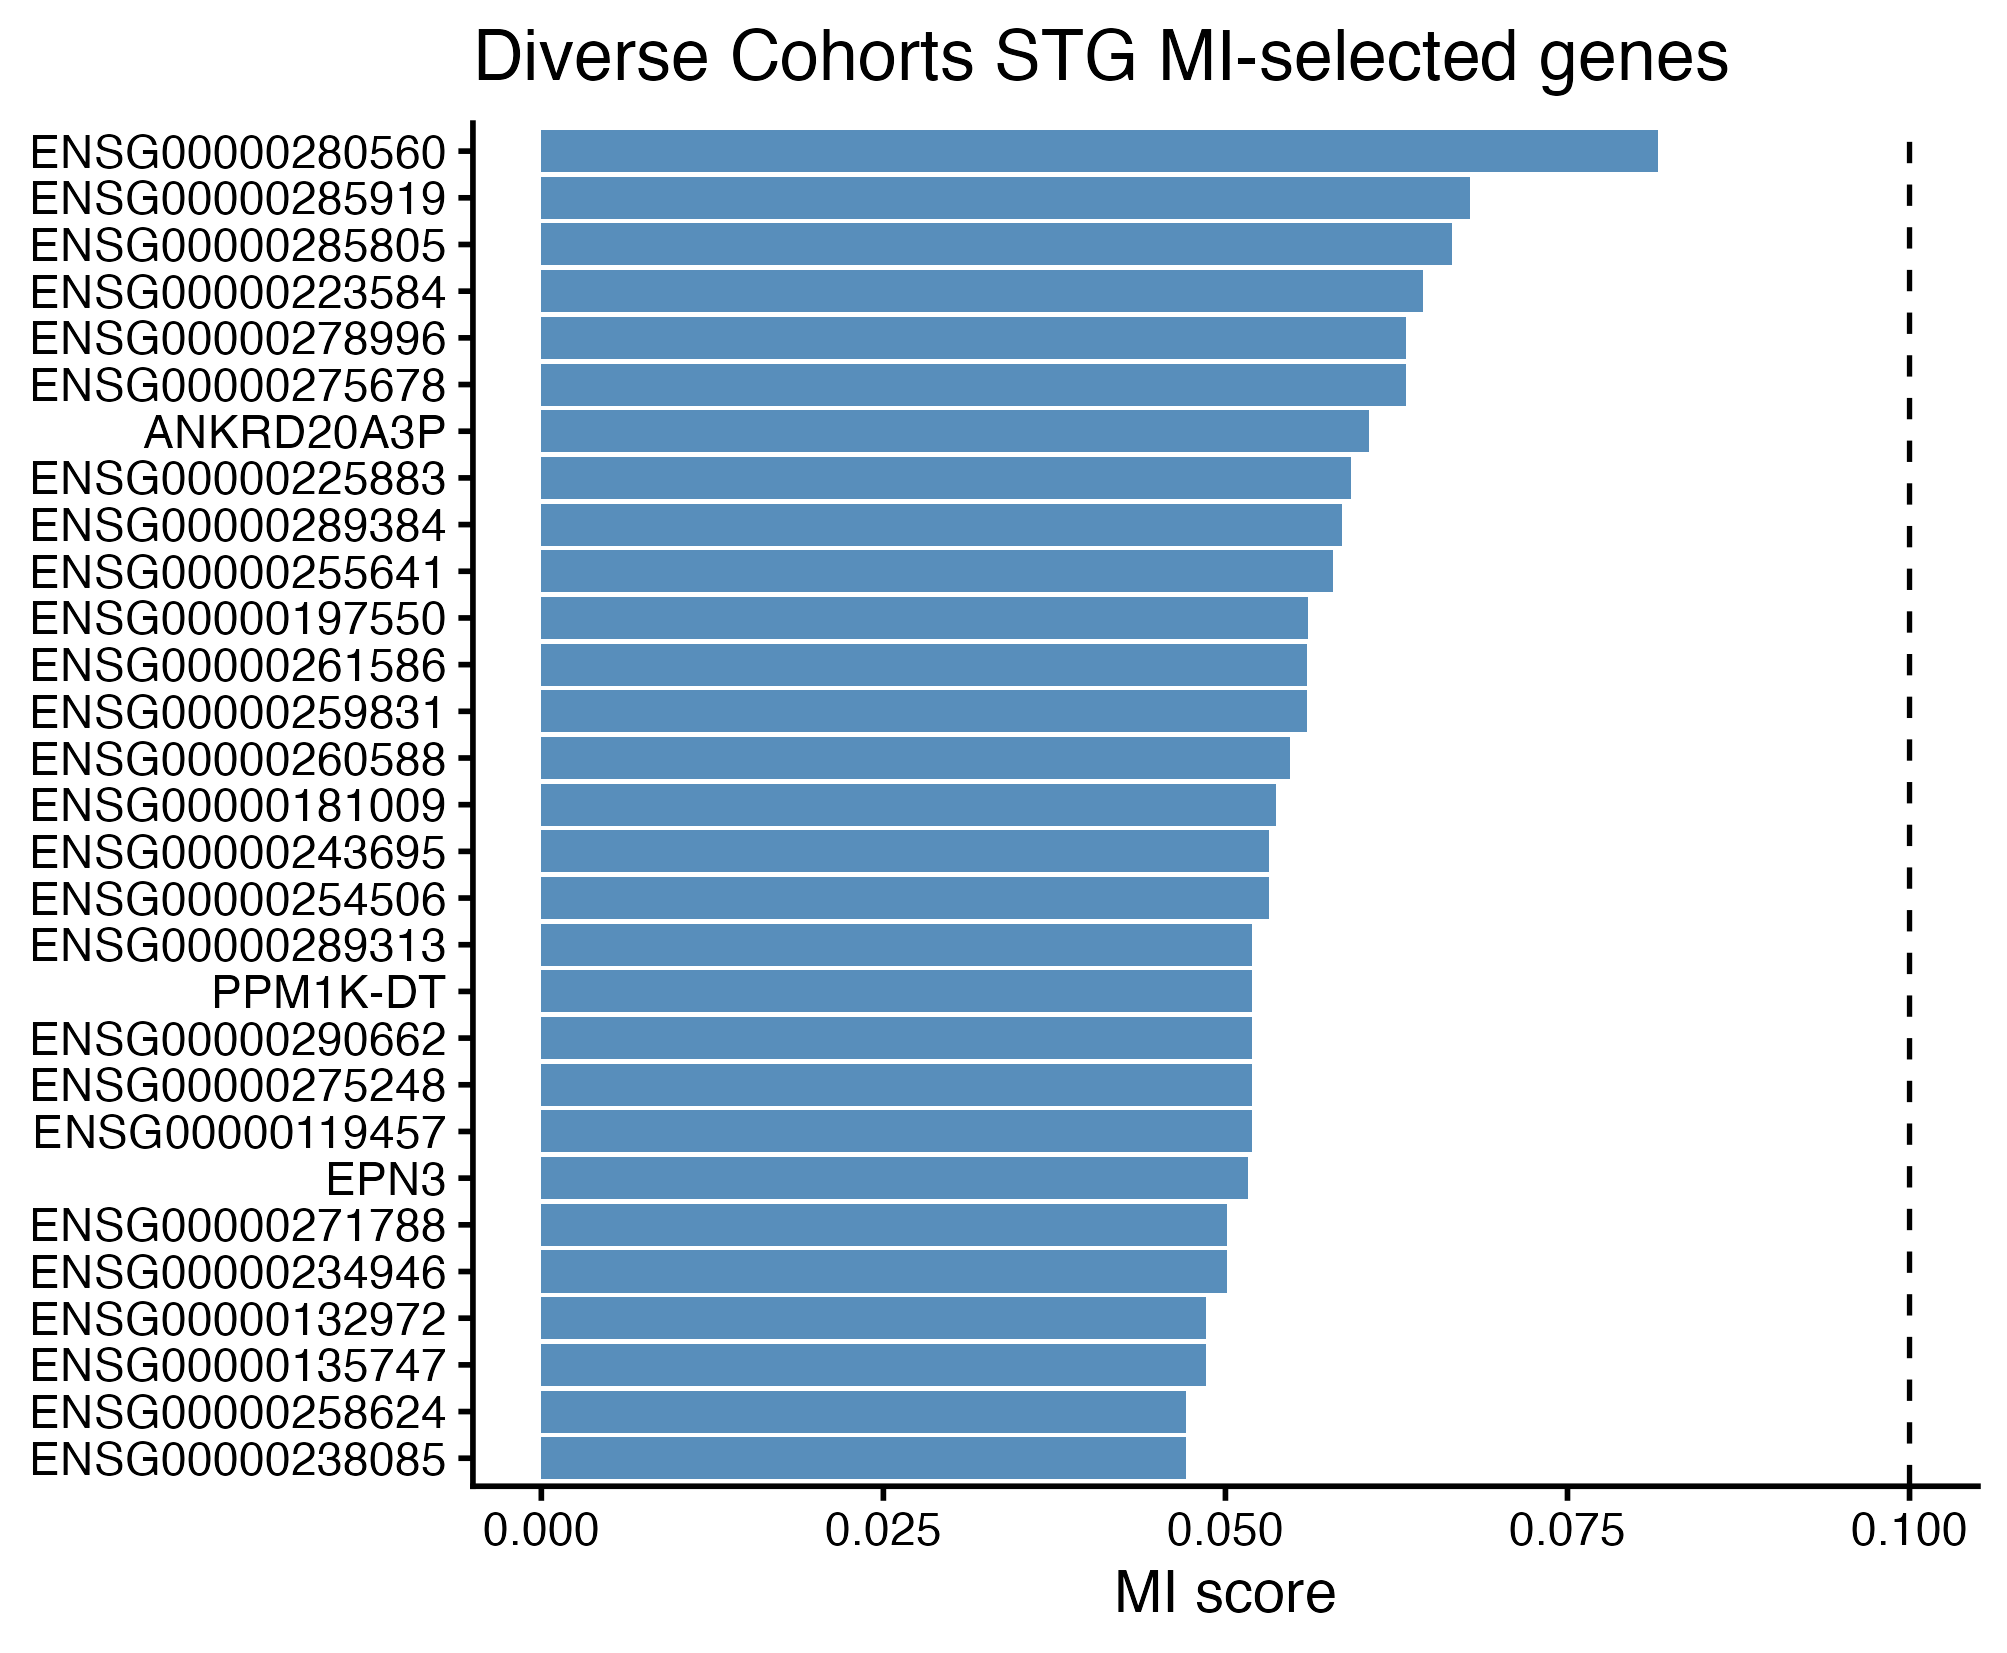 Diverse Cohorts STG MI-selected genes
ENSG00000280560
ENSG00000285919
ENSG00000285805
ENSG00000223584
ENSG00000278996
ENSG00000275678
ANKRD20A3P
ENSG00000225883
ENSG00000289384
ENSG00000255641
ENSG00000197550
ENSG00000261586
ENSG00000259831
ENSG00000260588
ENSG00000181009
ENSG00000243695
ENSG00000254506
ENSG00000289313
PPM1K-DT
ENSG00000290662
ENSG00000275248
ENSG00000119457
EPN3
ENSG00000271788
ENSG00000234946
ENSG00000132972
ENSG00000135747
ENSG00000258624
ENSG00000238085
0.000 0.025 0.050 0.075 0.100
MI score